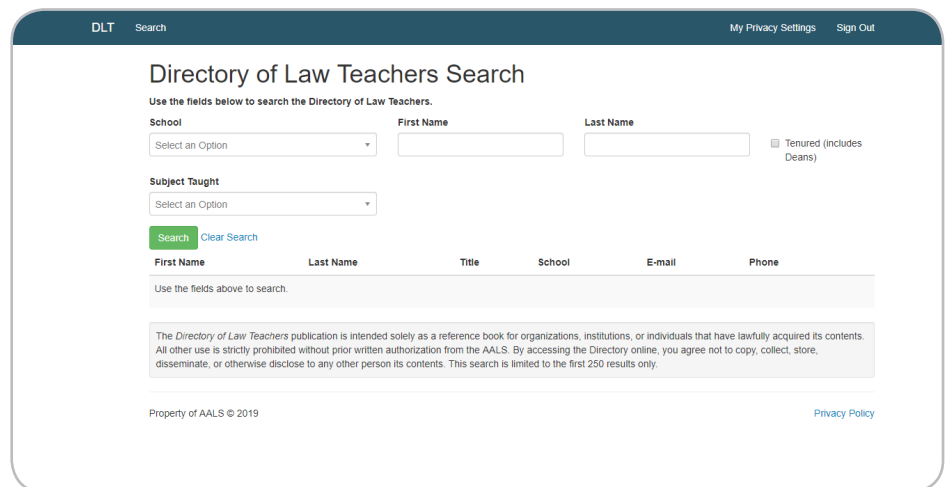 DLT Search My Privacy Settings Sign Out
Directory of Law Teachers Search
Use the fields below to search the Directory of Law Teachers.
School First Name Last Name
Select an Option
Tenured (includes
Deans)
Subject Taught
Select an Option
Search Clear Search
First Name Last Name Title School E-mail Phone
Use the fields above to search.
The Directory of Law Teachers publication is intended solely as a reference book for organizations, institutions, or individuals that have lawfully acquired its contents.
All other use is strictly prohibited without prior written authorization from the AALS. By accessing the Directory online, you agree not to copy, collect, store,
disseminate, or otherwise disclose to any other person its contents. This search is limited to the first 250 results only.
Property of AALS © 2019 Privacy Policy